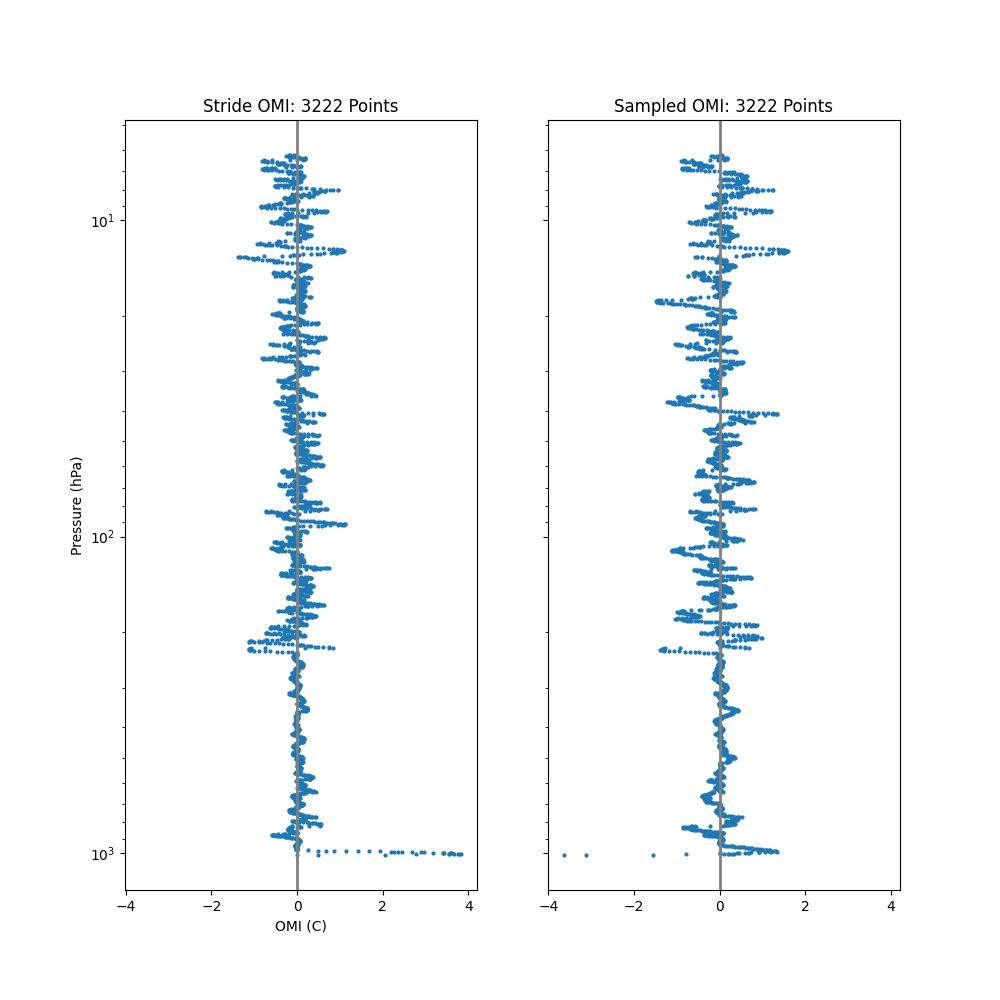 Stride OMI: 3222 Points
Sampled OMI: 3222 Points
Pressure (hPa)
10¹
10²
10³
−4 −2 0 2 4
−4 −2 0 2 4
OMI (C)